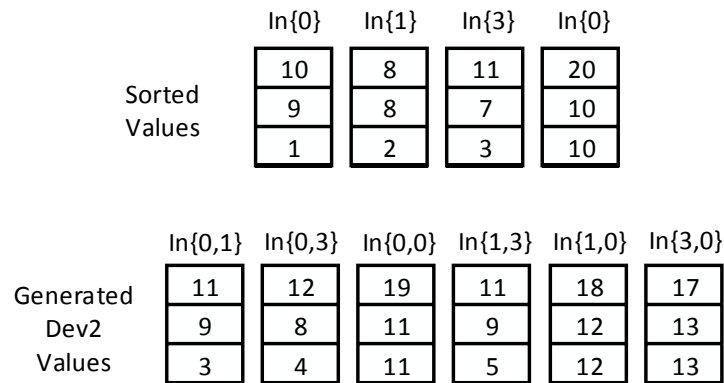 In{0} In{1} In{3} In{0}
10 8 11 20
Sorted
9 8 7 10
Values
1 2 3 10
In{0,1} In{0,3} In{0,0} In{1,3} In{1,0} In{3,0}
Generated
11 12 19 11 18 17
Dev2
9 8 11 9 12 13
Values
3 4 11 5 12 13